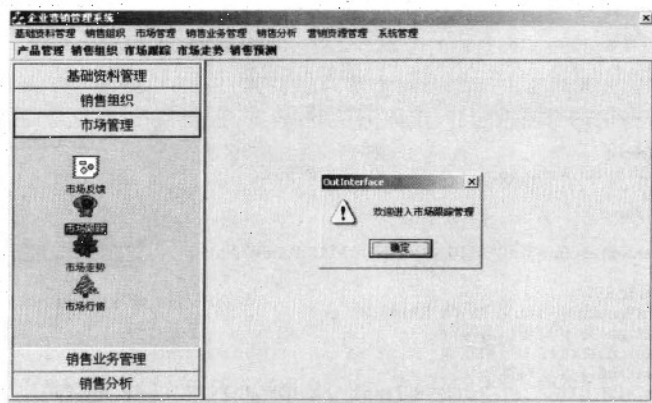 企业营销管理系统
基础资料管理 销售组织 市场管理 销售业务管理 销售分析 营销资源管理 系统管理
产品管理 销售组织 市场跟踪 市场走势 销售预测
基础资料管理
销售组织
市场管理
市场反馈
市场跟踪
市场走势
市场行情
OutInterface
欢迎进入市场跟踪管理
确定
销售业务管理
销售分析